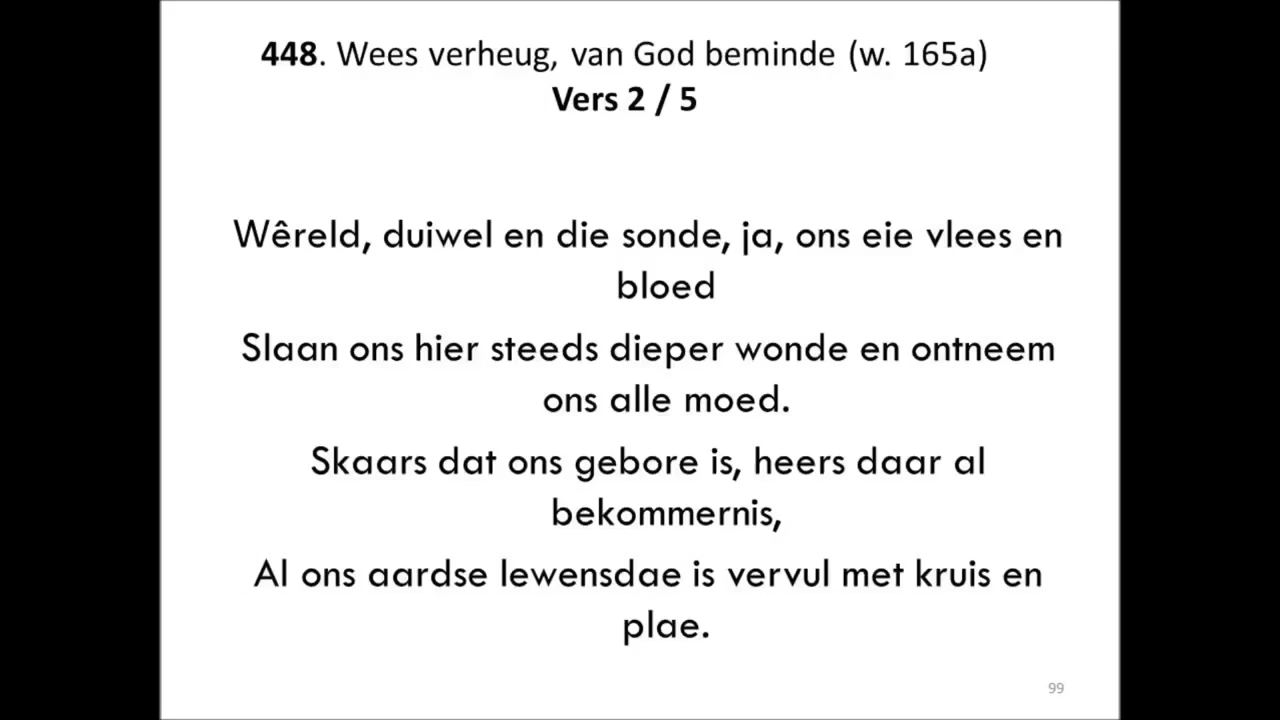 448. Wees verheug, van God beminde (w. 165a)
Vers 2 / 5
Wêreld, duiwel en die sonde, ja, ons eie vlees en
bloed
Slaan ons hier steeds dieper wonde en ontneem
ons alle moed.
Skaars dat ons gebore is, heers daar al
bekommernis,
Al ons aardse lewensdae is vervul met kruis en
plae.
99